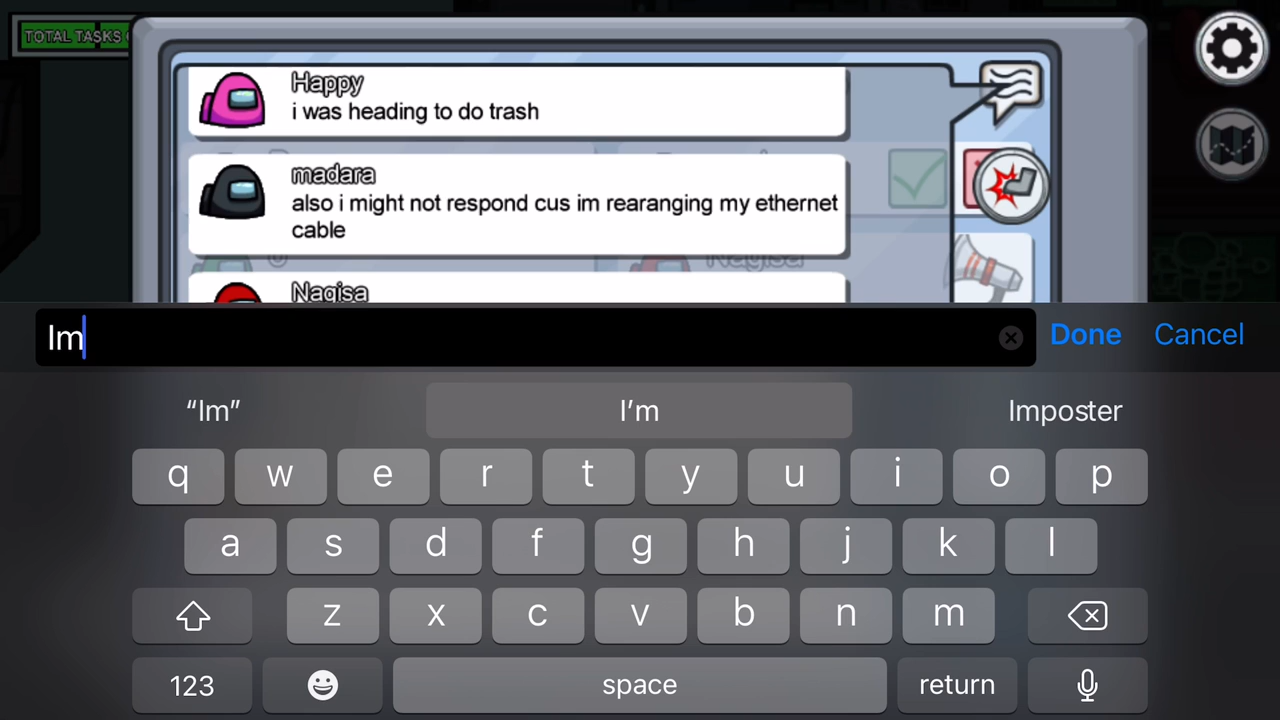 TOTAL TASKS
Happy
i was heading to do trash
madara
also i might not respond cus im rearanging my ethernet
cable
Nagisa
Nagisa
Im
Done
Cancel
“Im”
I’m
Imposter
q w e r t y u i o p
a s d f g h j k l
z x c v b n m
123
space
return